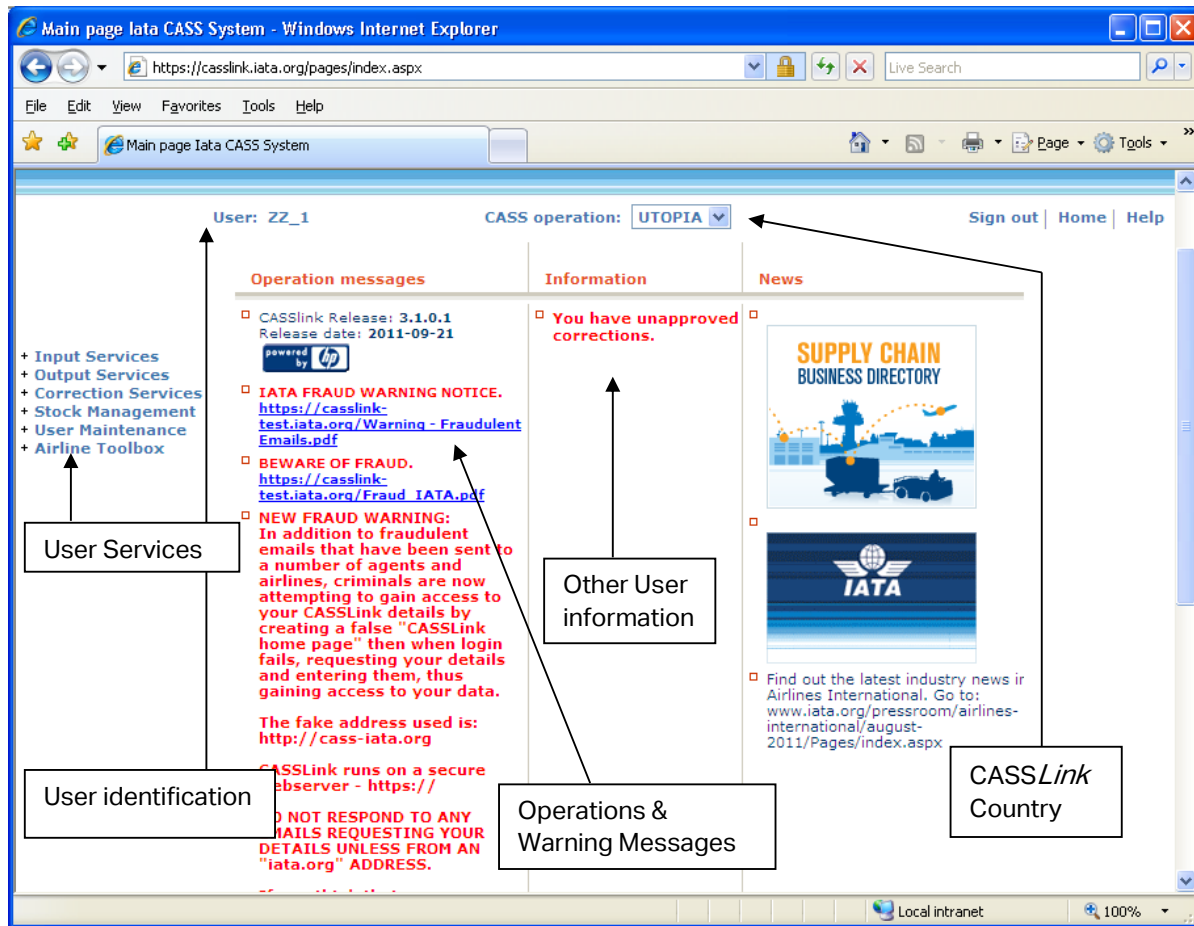 Main page Iata CASS System - Windows Internet Explorer
https://casslink.iata.org/pages/index.aspx
Live Search
File Edit View Favorites Tools Help
Main page Iata CASS System
Page Tools »
User: ZZ_1 CASS operation: UTOPIA Sign out | Home | Help
Operation messages
CASSlink Release: 3.1.0.1
Release date: 2011-09-21
powered
by hp
IATA FRAUD WARNING NOTICE.
https://casslink-
test.iata.org/Warning - Fraudulent
Emails.pdf
BEWARE OF FRAUD.
https://casslink-
test.iata.org/Fraud_IATA.pdf
NEW FRAUD WARNING:
In addition to fraudulent
emails that have been sent to
a number of agents and
airlines, criminals are now
attempting to gain access to
your CASSLink details by
creating a false "CASSLink
home page" then when login
fails, requesting your details
and entering them, thus
gaining access to your data.
The fake address used is:
http://cass-iata.org
CASSLink runs on a secure
webserver - https://
NOT RESPOND TO ANY
EMAILS REQUESTING YOUR
DETAILS UNLESS FROM AN
"iata.org" ADDRESS.
Information
You have unapproved
corrections.
News
SUPPLY CHAIN
BUSINESS DIRECTORY
IATA
Find out the latest industry news in
Airlines International. Go to:
www.iata.org/pressroom/airlines-
international/august-
2011/Pages/index.aspx
+ Input Services
+ Output Services
+ Correction Services
+ Stock Management
+ User Maintenance
+ Airline Toolbox
User Services
User identification
Other User
information
Operations &
Warning Messages
CASSLink
Country
Local intranet 100%